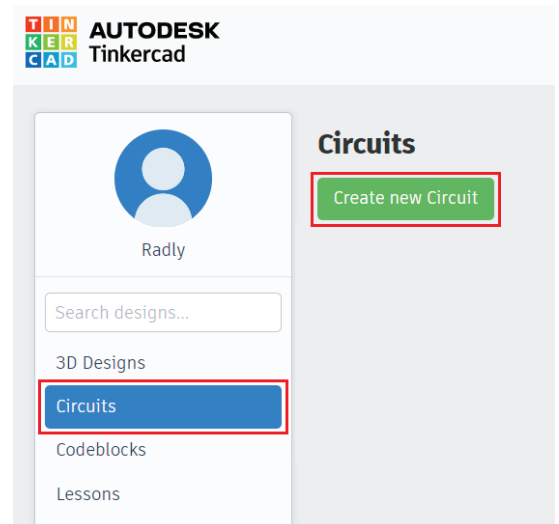 TIN
KER
CAD
AUTODESK
Tinkercad
Circuits
Create new Circuit
Radly
Search designs...
3D Designs
Circuits
Codeblocks
Lessons